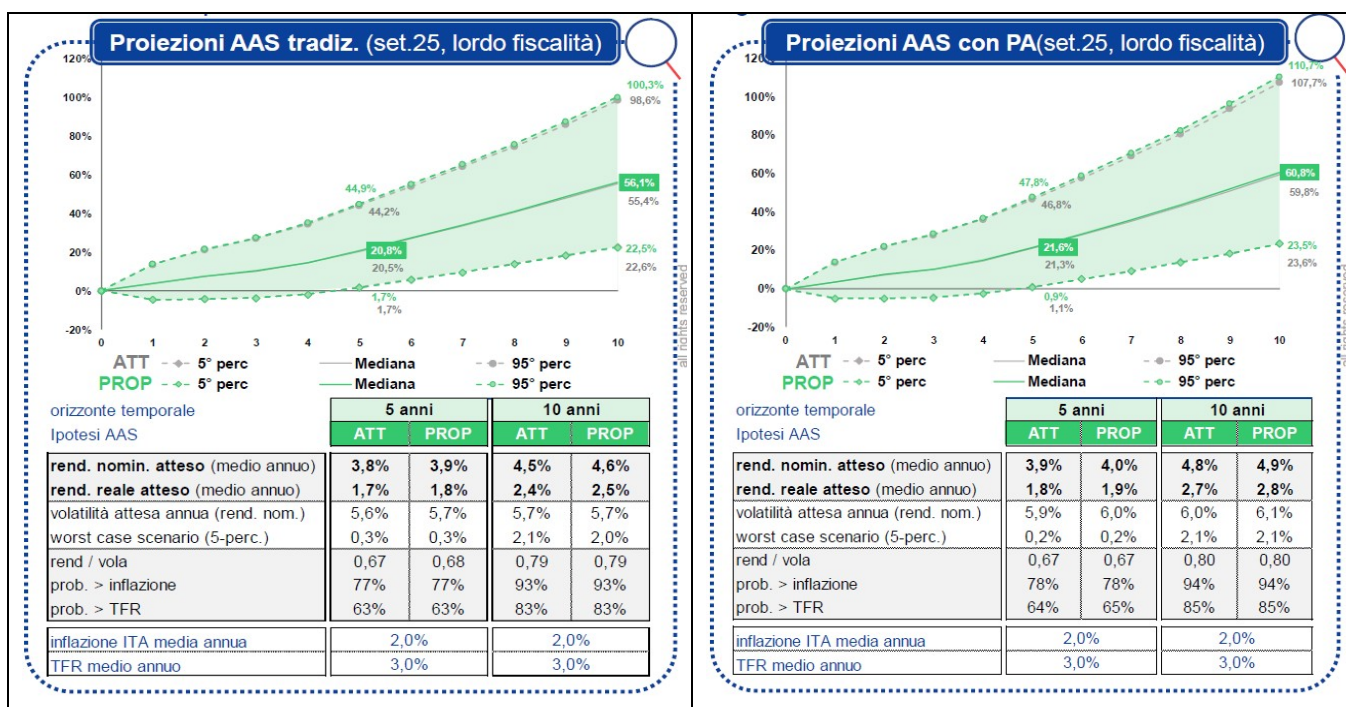 Proiezioni AAS tradiz. (set.25, lordo fiscalità)
120%
100%
80%
60%
40%
20%
0%
-20%
0 1 2 3 4 5 6 7 8 9 10
100,3%
98,6%
44,9%
44,2%
56,1%
55,4%
20,8%
20,5%
22,5%
22,6%
1,7%
1,7%
all rights reserved
ATT 5° perc Mediana 95° perc
PROP 5° perc Mediana 95° perc
orizzonte temporale 5 anni 10 anni
Ipotesi AAS ATT PROP ATT PROP
rend. nomin. atteso (medio annuo) 3,8% 3,9% 4,5% 4,6%
rend. reale atteso (medio annuo) 1,7% 1,8% 2,4% 2,5%
volatilità attesa annua (rend. nom.) 5,6% 5,7% 5,7% 5,7%
worst case scenario (5-perc.) 0,3% 0,3% 2,1% 2,0%
rend / vola 0,67 0,68 0,79 0,79
prob. > inflazione 77% 77% 93% 93%
prob. > TFR 63% 63% 83% 83%
inflazione ITA media annua 2,0% 2,0%
TFR medio annuo 3,0% 3,0%
Proiezioni AAS con PA(set.25, lordo fiscalità)
120%
100%
80%
60%
40%
20%
0%
-20%
0 1 2 3 4 5 6 7 8 9 10
110,7%
107,7%
47,8%
46,8%
60,8%
59,8%
21,6%
21,3%
23,5%
23,6%
0,9%
1,1%
all rights reserved
ATT 5° perc Mediana 95° perc
PROP 5° perc Mediana 95° perc
orizzonte temporale 5 anni 10 anni
Ipotesi AAS ATT PROP ATT PROP
rend. nomin. atteso (medio annuo) 3,9% 4,0% 4,8% 4,9%
rend. reale atteso (medio annuo) 1,8% 1,9% 2,7% 2,8%
volatilità attesa annua (rend. nom.) 5,9% 6,0% 6,0% 6,1%
worst case scenario (5-perc.) 0,2% 0,2% 2,1% 2,1%
rend / vola 0,67 0,67 0,80 0,80
prob. > inflazione 78% 78% 94% 94%
prob. > TFR 64% 65% 85% 85%
inflazione ITA media annua 2,0% 2,0%
TFR medio annuo 3,0% 3,0%